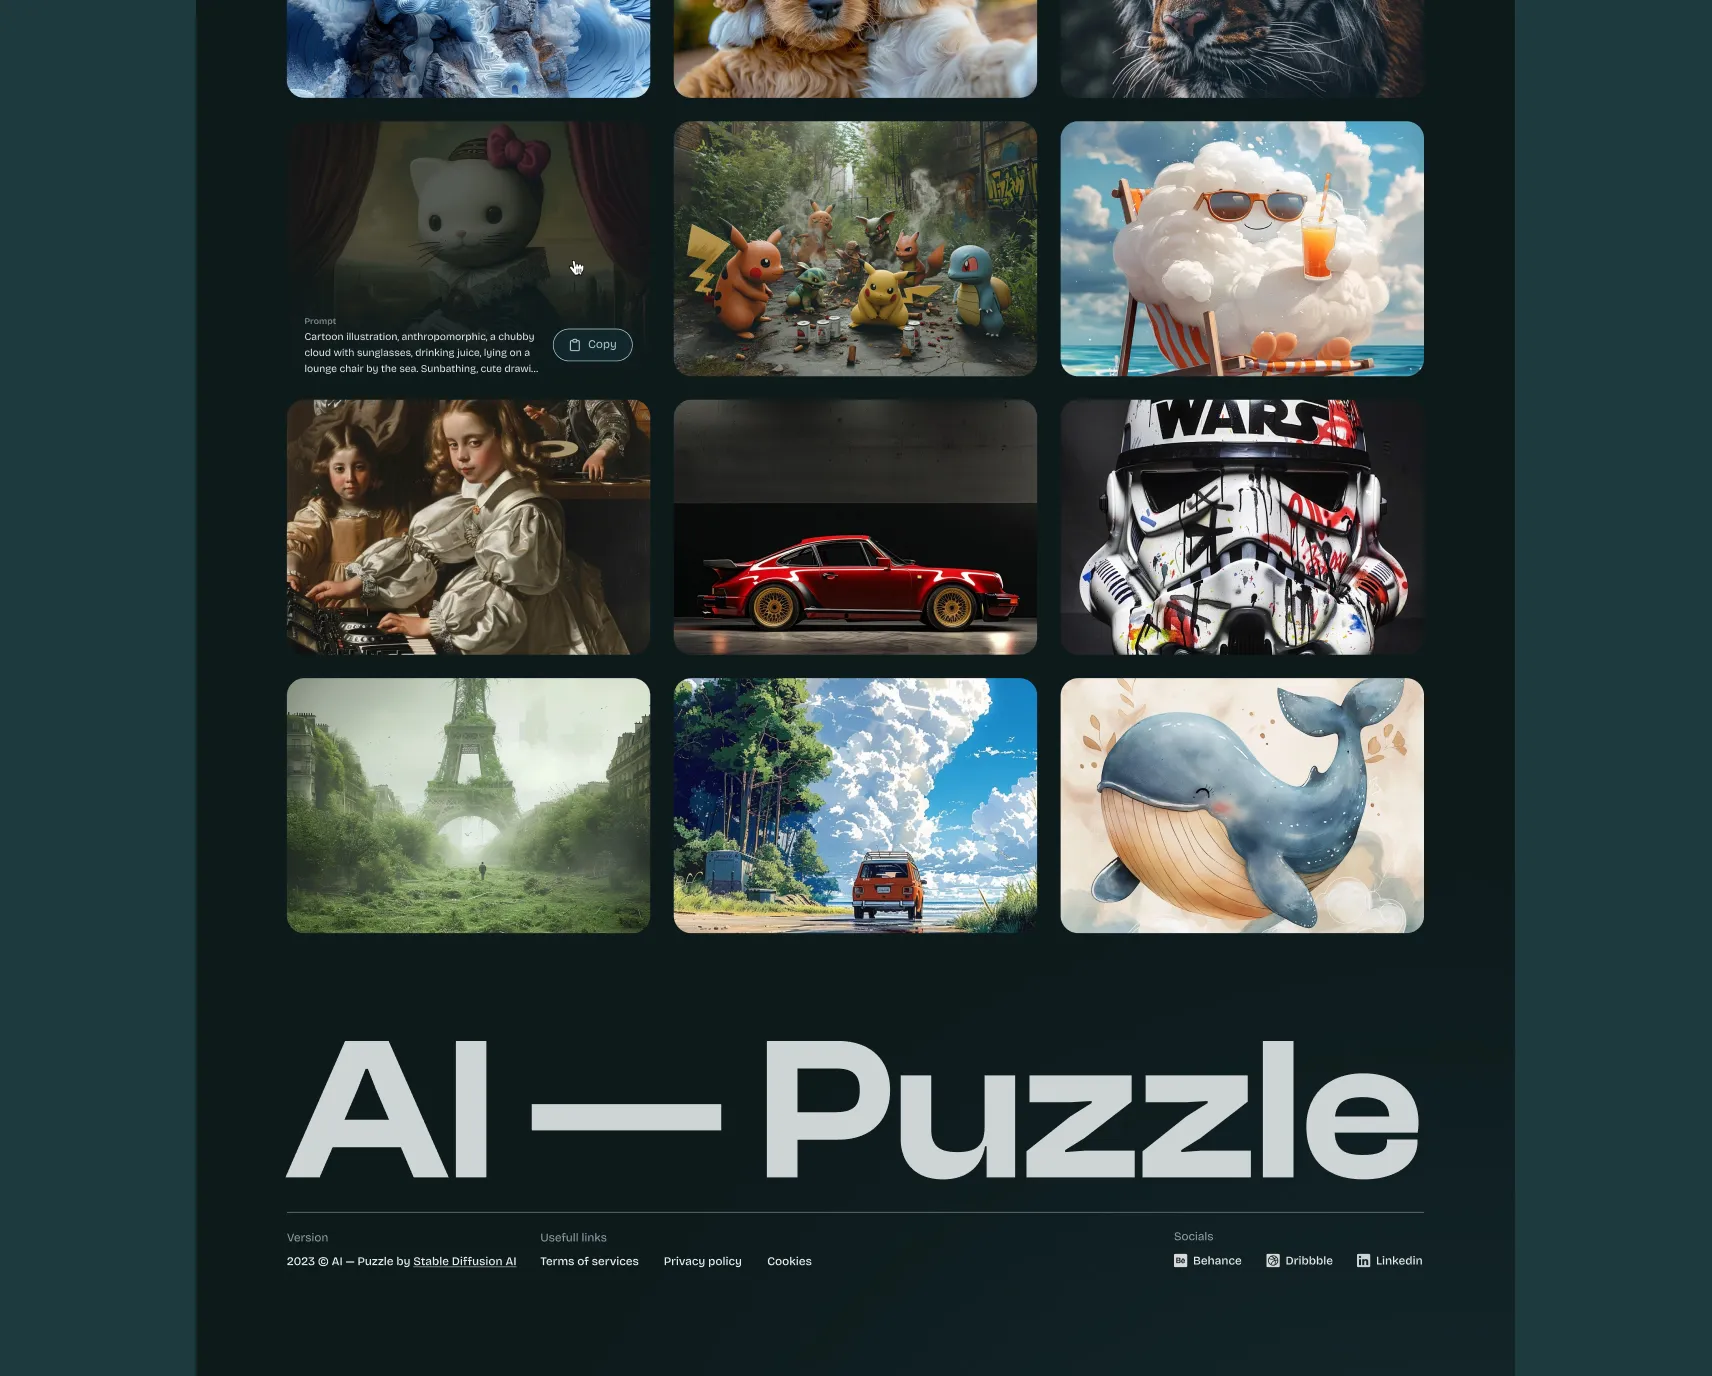 Prompt
Cartoon illustration, anthropomorphic, a chubby
cloud with sunglasses, drinking juice, lying on a
lounge chair by the sea. Sunbathing, cute drawi...
Copy
WARS
AI — Puzzle
Version
2023 © AI — Puzzle by Stable Diffusion AI
Usefull links
Terms of services
Privacy policy
Cookies
Socials
Behance
Dribbble
Linkedin